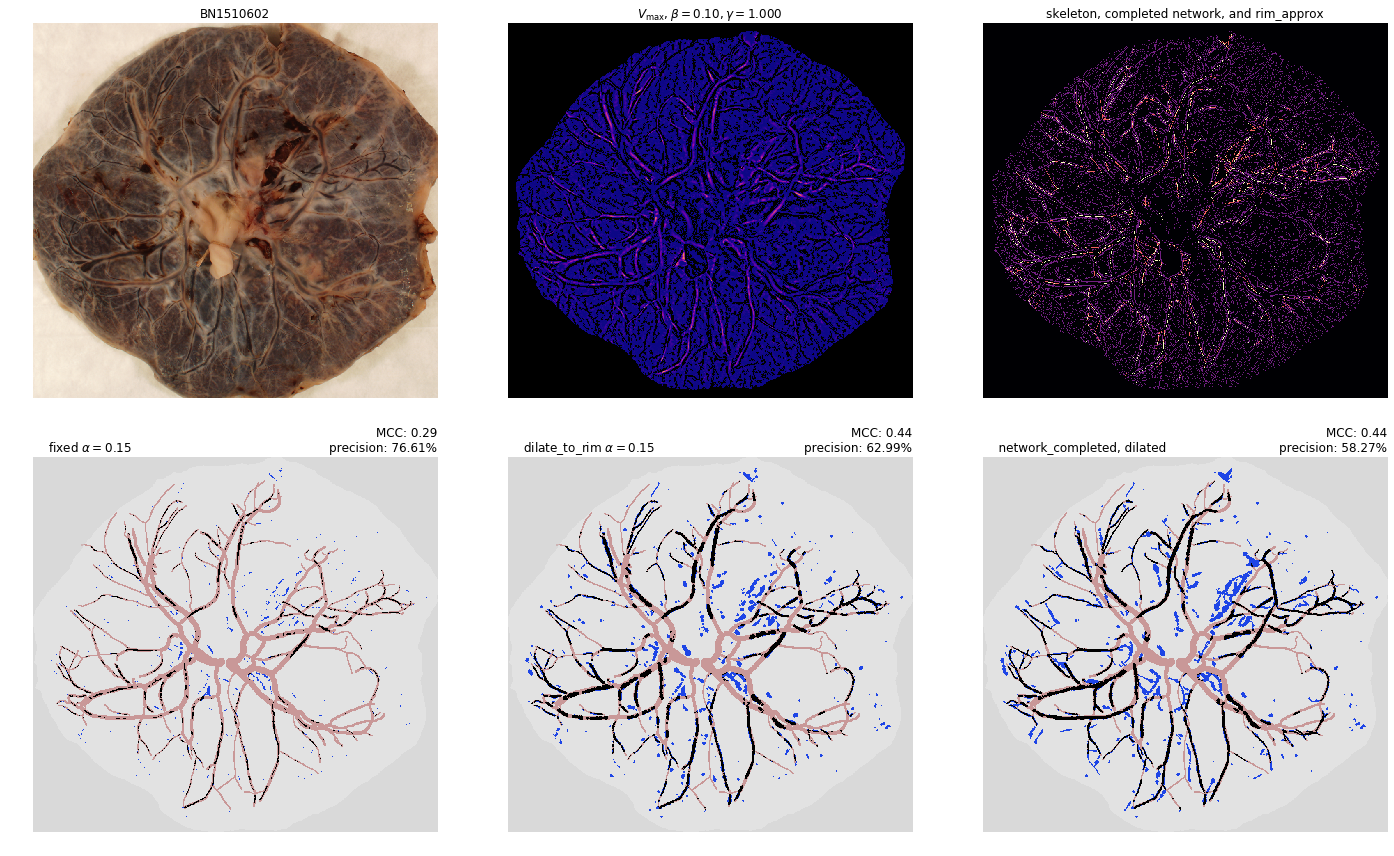 BN1510602
Vmax, β = 0.10, γ = 1.000
skeleton, completed network, and rim_approx
MCC: 0.29
fixed α = 0.15 precision: 76.61%
MCC: 0.44
dilate_to_rim α = 0.15 precision: 62.99%
MCC: 0.44
network_completed, dilated precision: 58.27%